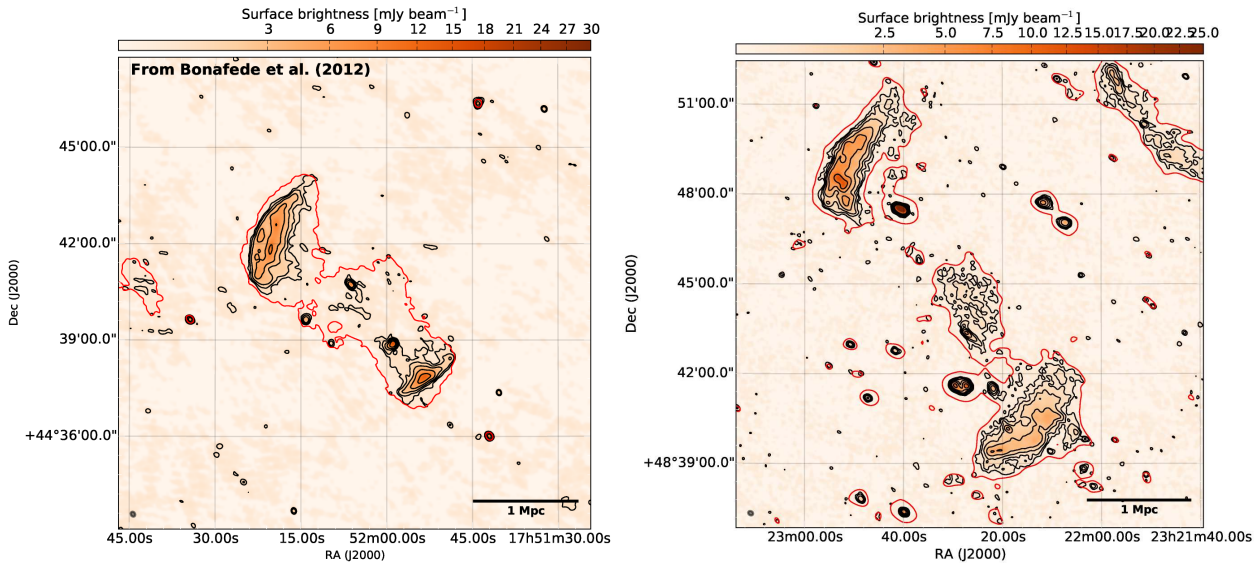 Surface brightness [mJy beam⁻¹]
3 6 9 12 15 18 21 24 27 30
From Bonafede et al. (2012)
45'00.0"
42'00.0"
39'00.0"
+44°36'00.0"
Dec (J2000)
1 Mpc
45.00s 30.00s 15.00s 52m00.00s 45.00s 17h51m30.00s
RA (J2000)
Surface brightness [mJy beam⁻¹]
2.5 5.0 7.5 10.0 12.5 15.0 17.5 20.0 22.5 25.0
51'00.0"
48'00.0"
45'00.0"
42'00.0"
+48°39'00.0"
Dec (J2000)
1 Mpc
23m00.00s 40.00s 20.00s 22m00.00s 23h21m40.00s
RA (J2000)